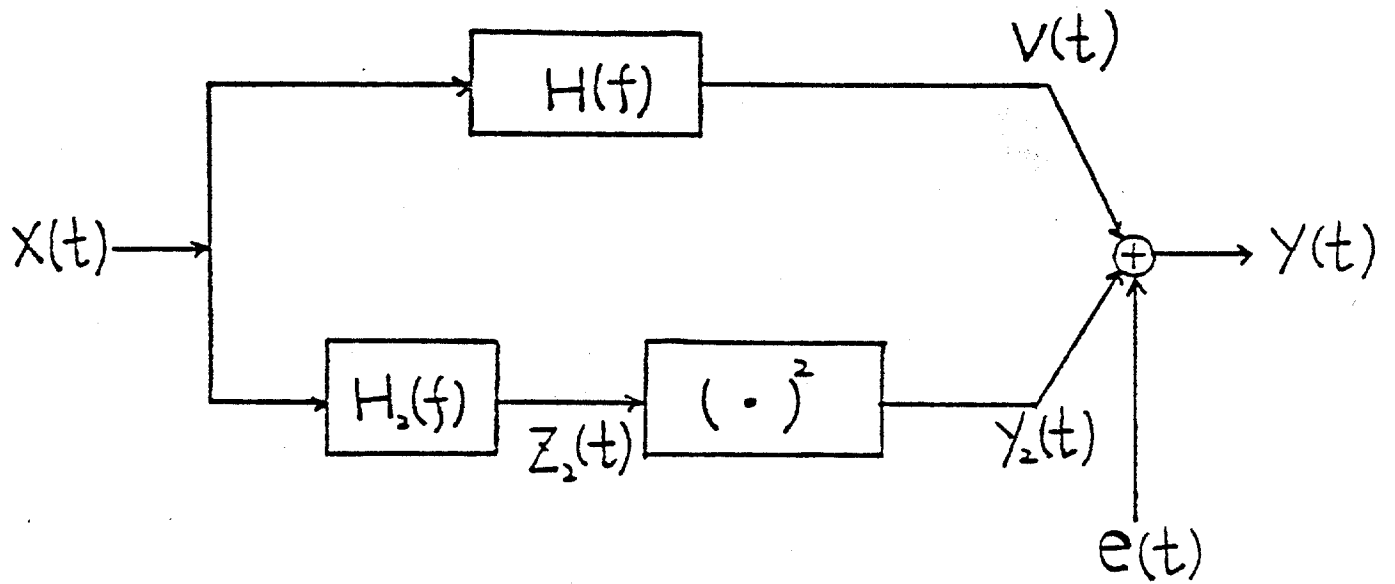 V(t)
H(f)
X(t)
+
Y(t)
H₂(f)
( · )²
Z₂(t)
Y₂(t)
e(t)